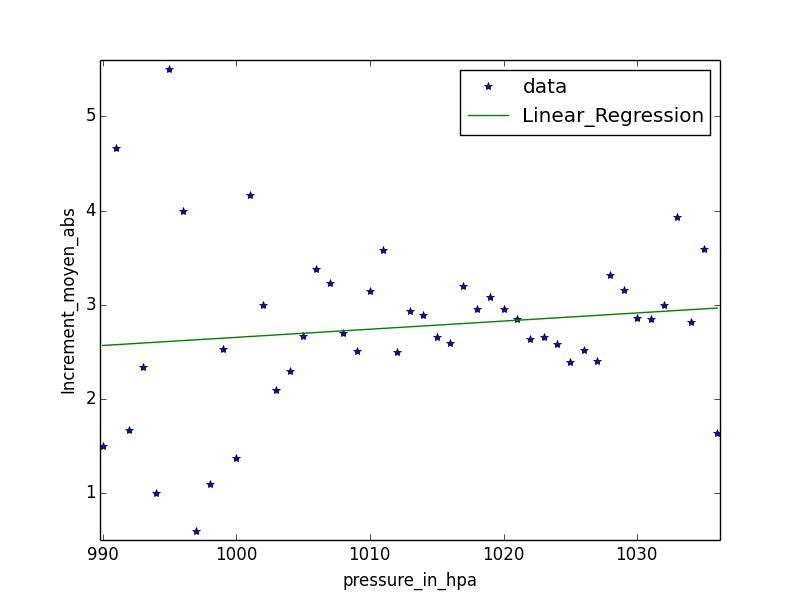 data
Linear_Regression
5
4
3
2
1
Increment_moyen_abs
990 1000 1010 1020 1030
pressure_in_hpa